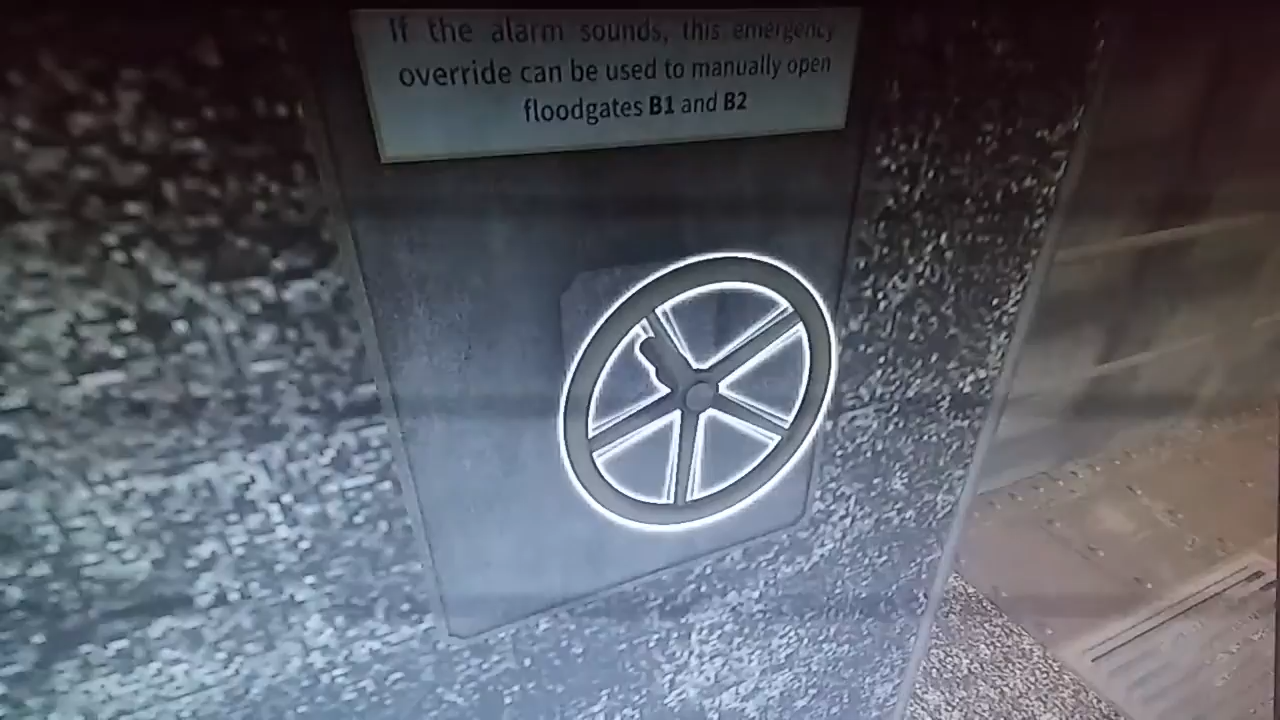 If the alarm sounds, this emergency
override can be used to manually open
floodgates B1 and B2